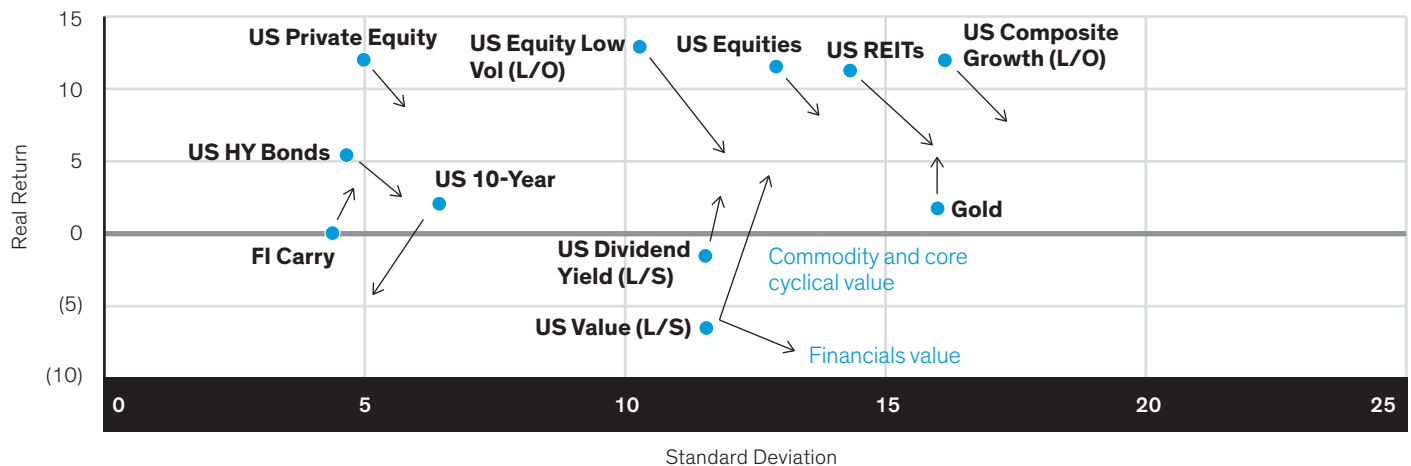 15
10
5
0
(5)
(10)
Real Return
US Private Equity
US Equity Low
Vol (L/O)
US Equities
US REITs
US Composite
Growth (L/O)
US HY Bonds
US 10-Year
Gold
FI Carry
US Dividend
Yield (L/S)
Commodity and core
cyclical value
US Value (L/S)
Financials value
0 5 10 15 20 25
Standard Deviation